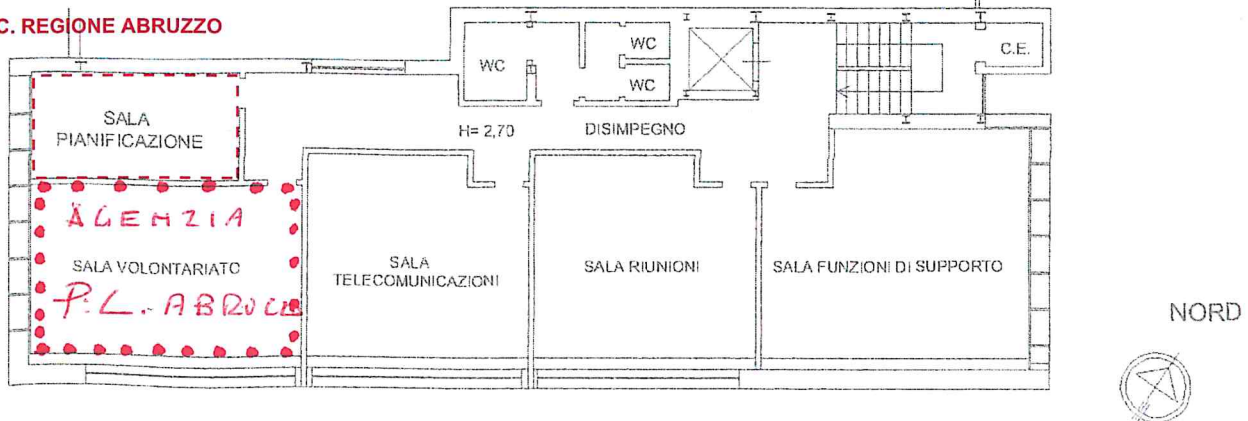 C. REGIONE ABRUZZO
WC
WC
WC
C.E.
SALA
PIANIFICAZIONE
H= 2,70
DISIMPEGNO
AGENZIA
SALA VOLONTARIATO
P.C. ABRUZZO
SALA
TELECOMUNICAZIONI
SALA RIUNIONI
SALA FUNZIONI DI SUPPORTO
NORD